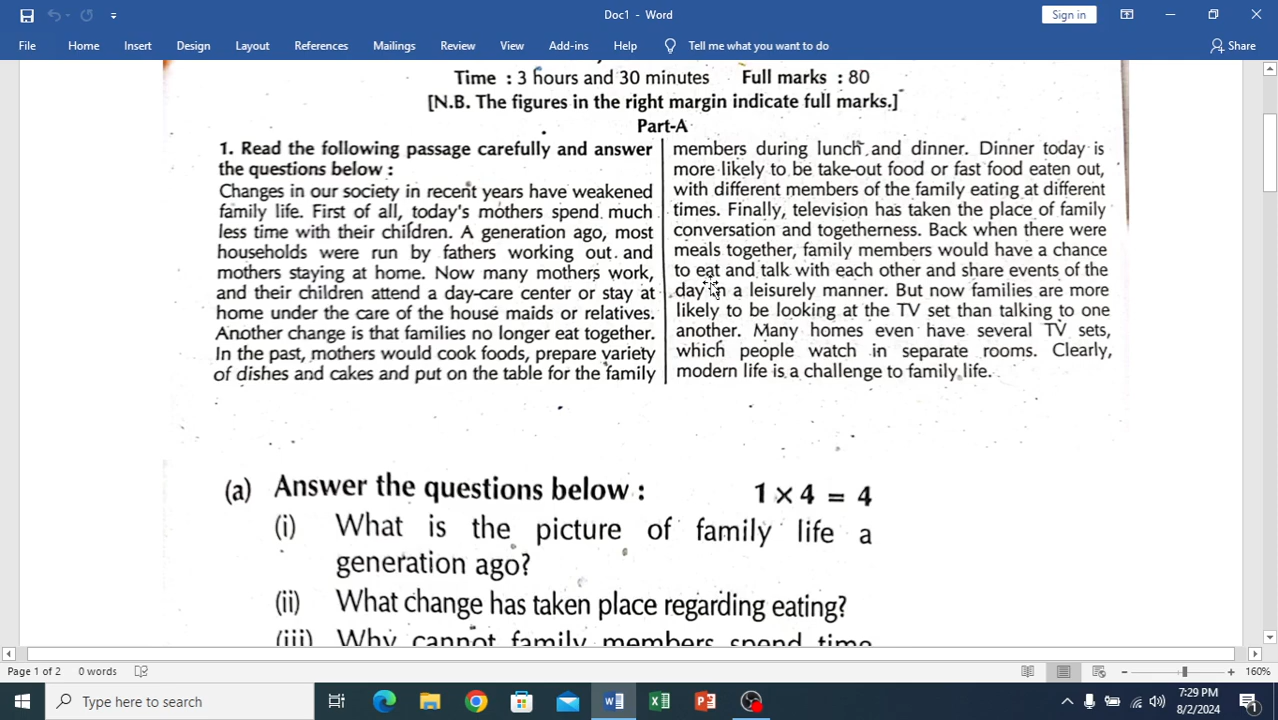 Doc1 - Word
Sign in
File Home Insert Design Layout References Mailings Review View Add-ins Help Tell me what you want to do Share
Time : 3 hours and 30 minutes Full marks : 80
[N.B. The figures in the right margin indicate full marks.]
Part-A
1. Read the following passage carefully and answer
the questions below :
Changes in our society in recent years have weakened
family life. First of all, today's mothers spend much
less time with their children. A generation ago, most
households were run by fathers working out and
mothers staying at home. Now many mothers work,
and their children attend a day-care center or stay at
home under the care of the house maids or relatives.
Another change is that families no longer eat together.
In the past, mothers would cook foods, prepare variety
of dishes and cakes and put on the table for the family
members during lunch and dinner. Dinner today is
more likely to be take-out food or fast food eaten out,
with different members of the family eating at different
times. Finally, television has taken the place of family
conversation and togetherness. Back when there were
meals together, family members would have a chance
to eat and talk with each other and share events of the
day in a leisurely manner. But now families are more
likely to be looking at the TV set than talking to one
another. Many homes even have several TV sets,
which people watch in separate rooms. Clearly,
modern life is a challenge to family life.
(a) Answer the questions below : 1 × 4 = 4
(i) What is the picture of family life a
generation ago?
(ii) What change has taken place regarding eating?
(iii) Why cannot family members spend time
Page 1 of 2 0 words 160%
Type here to search
7:29 PM
8/2/2024